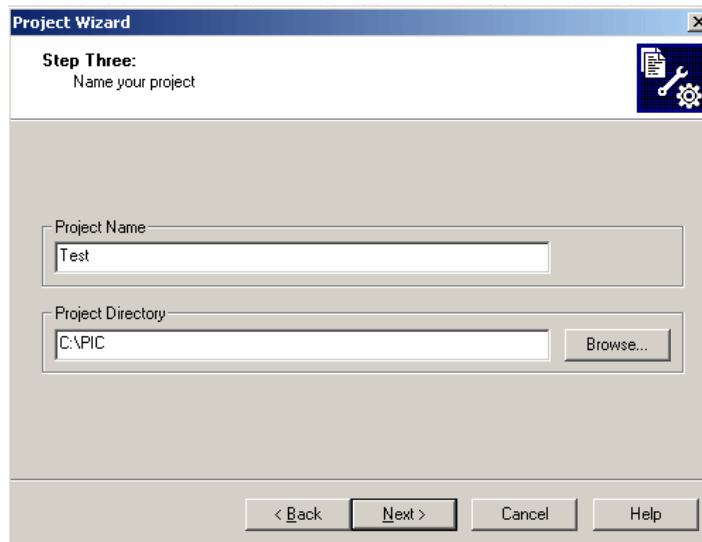 Project Wizard
Step Three:
Name your project
Project Name
Test
Project Directory
C:\PIC
Browse...
< Back
Next >
Cancel
Help